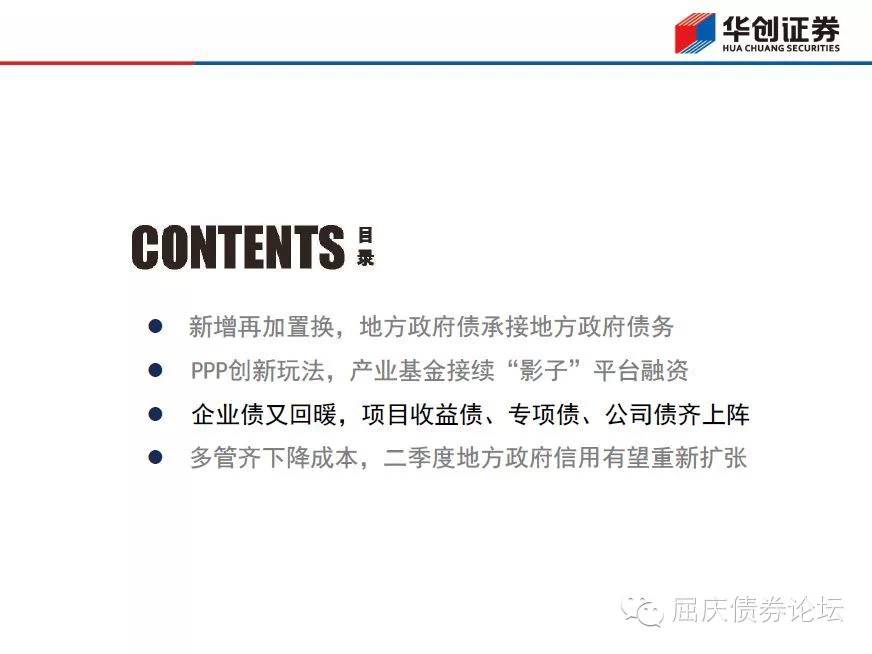 华创证券
HUA CHUANG SECURITIES
CONTENTS 目录
新增再加置换，地方政府债承接地方政府债务
PPP创新玩法，产业基金接续“影子”平台融资
企业债又回暖，项目收益债、专项债、公司债齐上阵
多管齐下降成本，二季度地方政府信用有望重新扩张
屈庆债券论坛